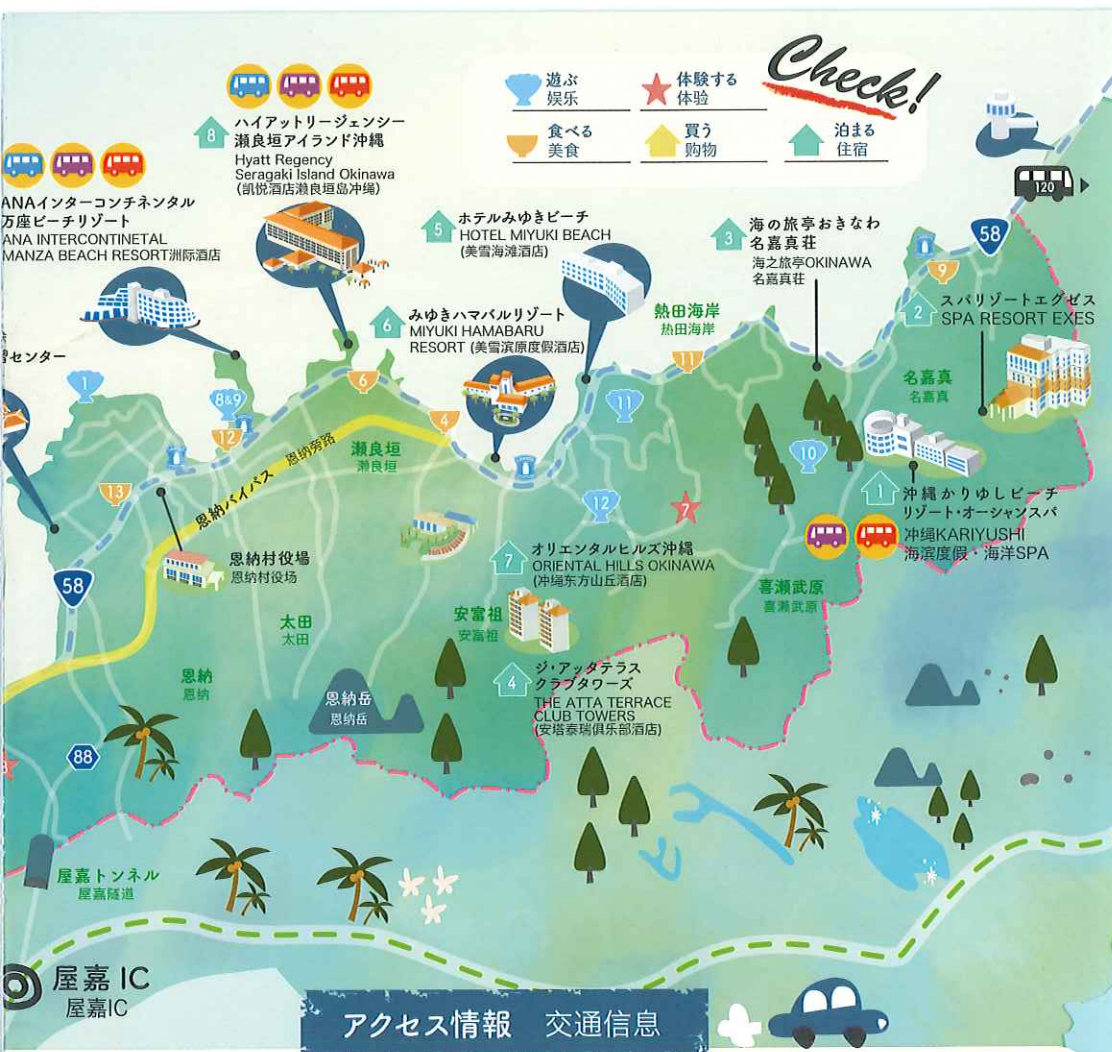 Check!
遊ぶ
娱乐
体験する
体验
食べる
美食
買う
购物
泊まる
住宿
8
ハイアットリージェンシー
瀬良垣アイランド沖縄
Hyatt Regency
Seragaki Island Okinawa
(凯悦酒店瀬良垣島冲绳)
ANAインターコンチネンタル
万座ビーチリゾート
ANA INTERCONTINETAL
MANZA BEACH RESORT洲际酒店
5
ホテルみゆきビーチ
HOTEL MIYUKI BEACH
(美雪海滩酒店)
3
海の旅亭おきなわ
名嘉真荘
海之旅亭OKINAWA
名嘉真荘
120
58
9
2
スパリゾートエグゼス
SPA RESORT EXES
6
みゆきハマバルリゾート
MIYUKI HAMABARU
RESORT (美雪滨原度假酒店)
熱田海岸
热田海岸
11
センター
1
8&9
12
6
4
11
名嘉真
名嘉真
瀬良垣
瀬良垣
恩納バイパス 恩纳旁路
10
13
12
7
1
沖縄かりゆしビーチ
リゾート・オーシャンスパ
冲绳KARIYUSHI
海滨度假・海洋SPA
恩納村役場
恩纳村役场
7
オリエンタルヒルズ沖縄
ORIENTAL HILLS OKINAWA
(冲绳东方山丘酒店)
58
喜瀬武原
喜瀬武原
太田
太田
安富祖
安富祖
4
ジ・アッタテラス
クラブタワーズ
THE ATTA TERRACE
CLUB TOWERS
(安塔泰瑞俱乐部酒店)
恩納
恩纳
恩納岳
恩纳岳
88
屋嘉トンネル
屋嘉隧道
屋嘉 IC
屋嘉IC
アクセス情報 交通信息